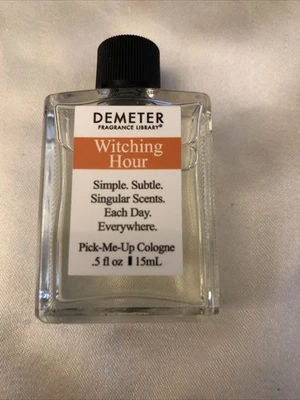 DEMETER
FRAGRANCE LIBRARY®
Witching
Hour
Simple. Subtle.
Singular Scents.
Each Day.
Everywhere.
Pick-Me-Up Cologne
.5 fl oz ▮ 15mL